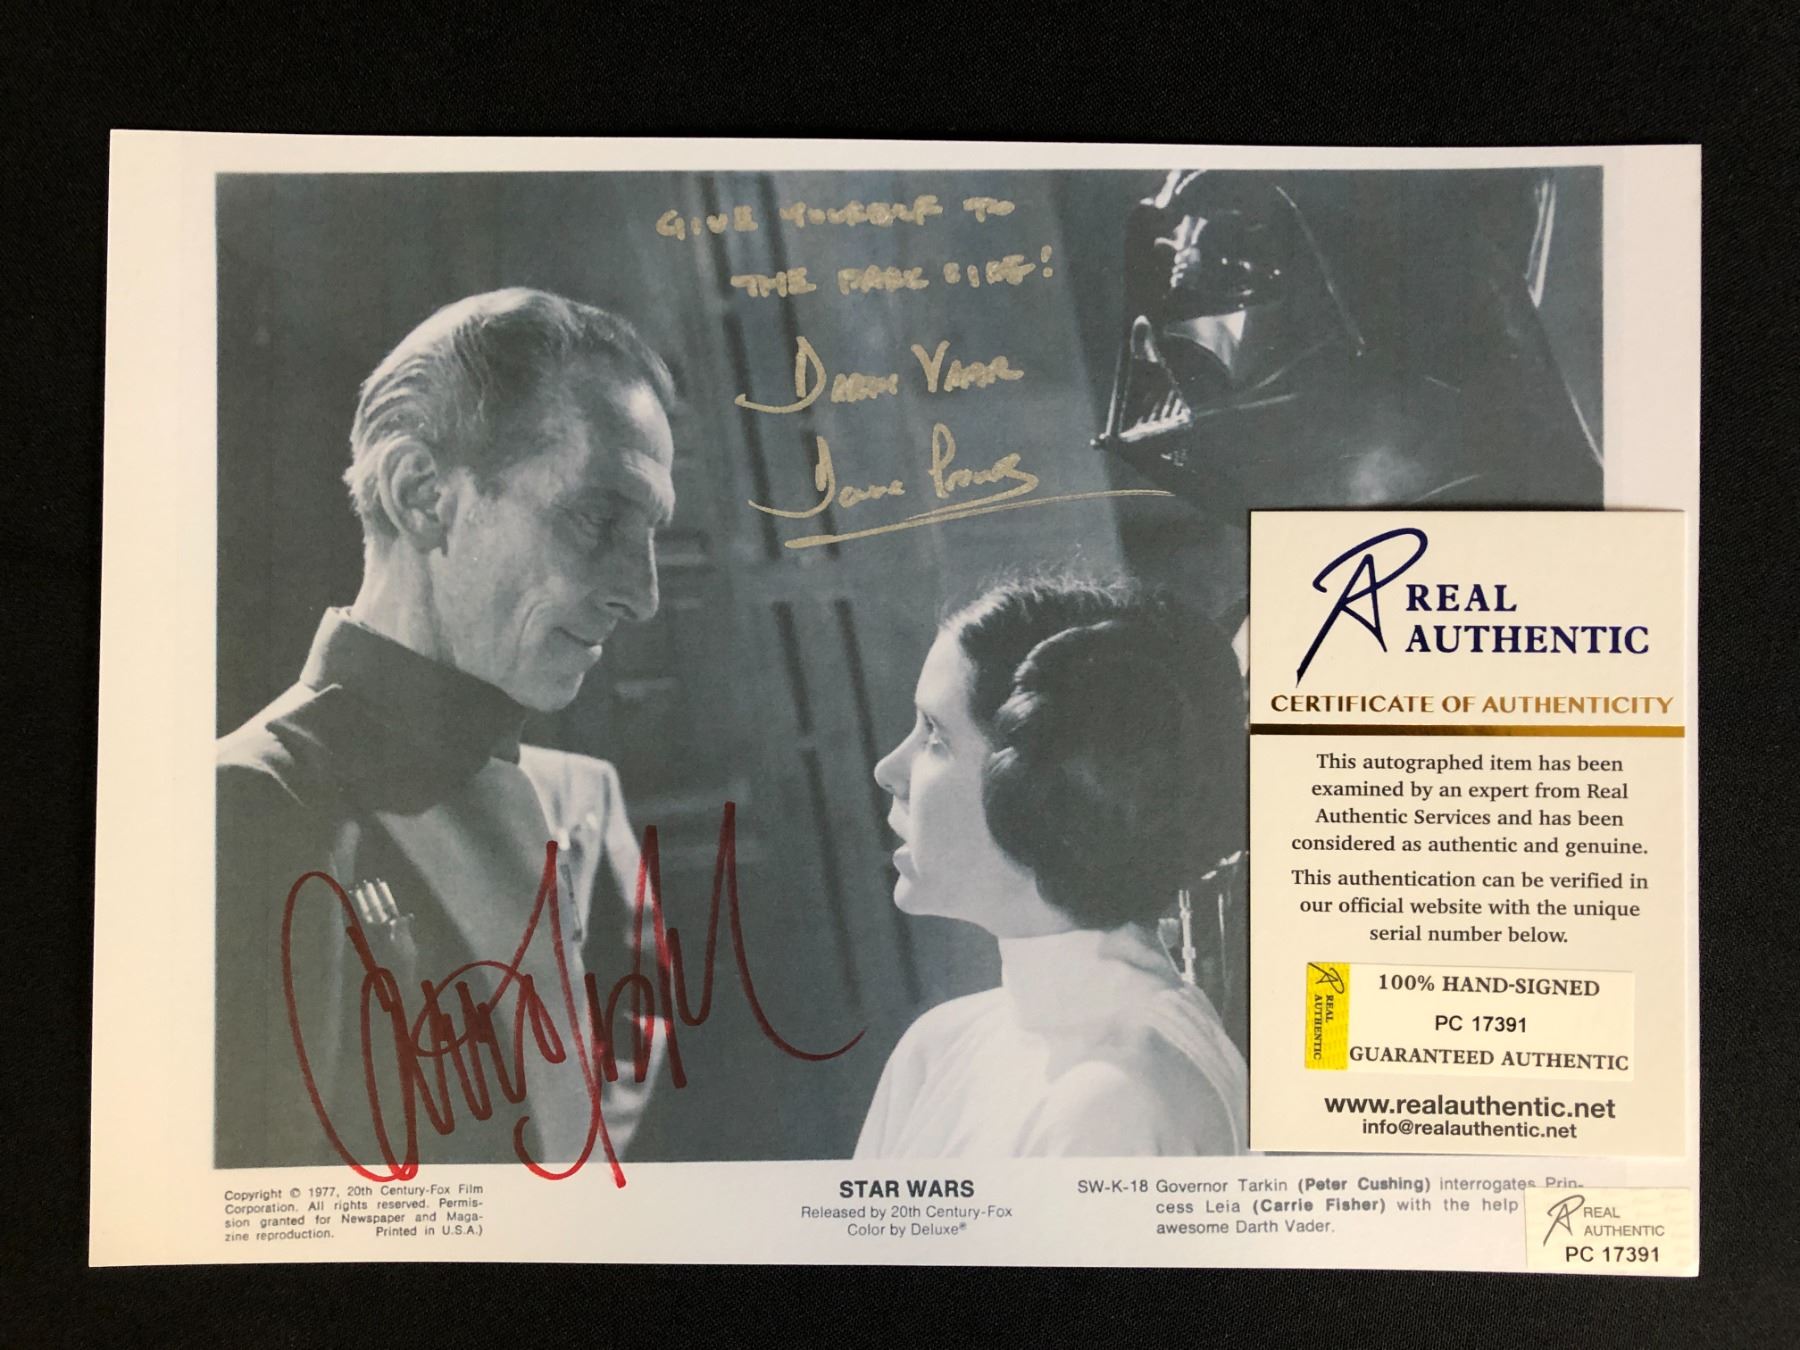 GIVE YOURSELF TO
THE DARK SIDE!
DARTH VADER
Dave Prowse
REAL
AUTHENTIC
CERTIFICATE OF AUTHENTICITY
This autographed item has been
examined by an expert from Real
Authentic Services and has been
considered as authentic and genuine.
This authentication can be verified in
our official website with the unique
serial number below.
REAL
AUTHENTIC
100% HAND-SIGNED
PC 17391
GUARANTEED AUTHENTIC
www.realauthentic.net
info@realauthentic.net
Copyright © 1977, 20th Century-Fox Film
Corporation. All rights reserved. Permis-
sion granted for Newspaper and Maga-
zine reproduction. Printed in U.S.A.)
STAR WARS
Released by 20th Century-Fox
Color by Deluxe®
SW-K-18 Governor Tarkin (Peter Cushing) interrogates Prin-
cess Leia (Carrie Fisher) with the help
awesome Darth Vader.
REAL
AUTHENTIC
PC 17391